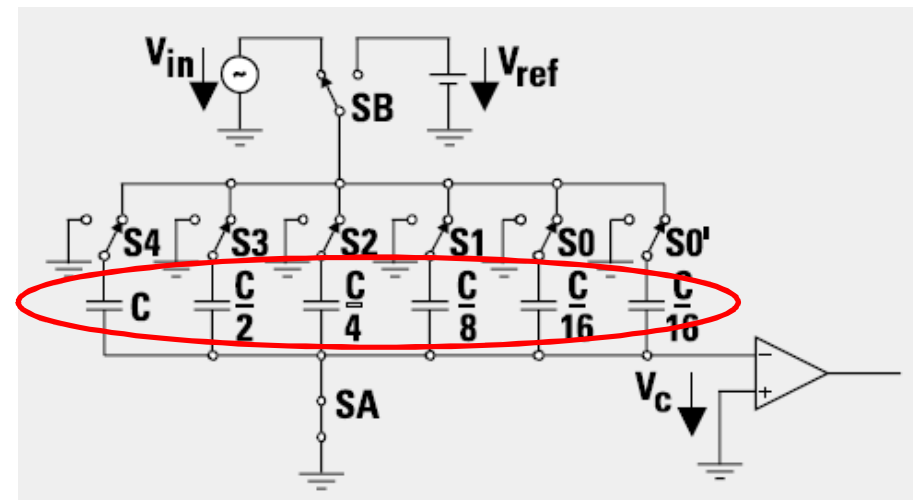 Vin
Vref
SB
S4 S3 S2 S1 S0 S0'
C C/2 C/4 C/8 C/16 C/16
SA
Vc
~
−
+